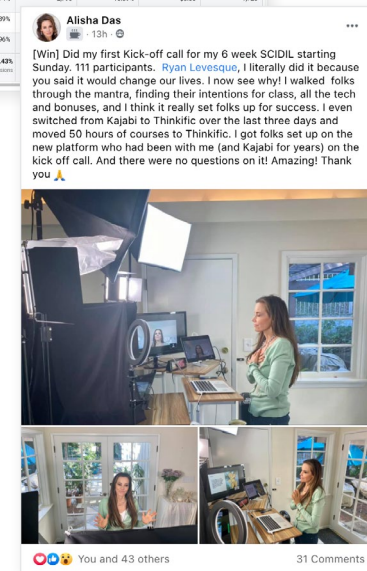 39%
96%
.43%
sions
Alisha Das
· 13h ·
[Win] Did my first Kick-off call for my 6 week SCIDIL starting
Sunday. 111 participants.  Ryan Levesque, I literally did it because
you said it would change our lives. I now see why! I walked  folks
through the mantra, finding their intentions for class, all the tech
and bonuses, and I think it really set folks up for success. I even
switched from Kajabi to Thinkific over the last three days and
moved 50 hours of courses to Thinkific. I got folks set up on the
new platform who had been with me (and Kajabi for years) on the
kick off call. And there were no questions on it! Amazing! Thank
you 🙏
You and 43 others
31 Comments